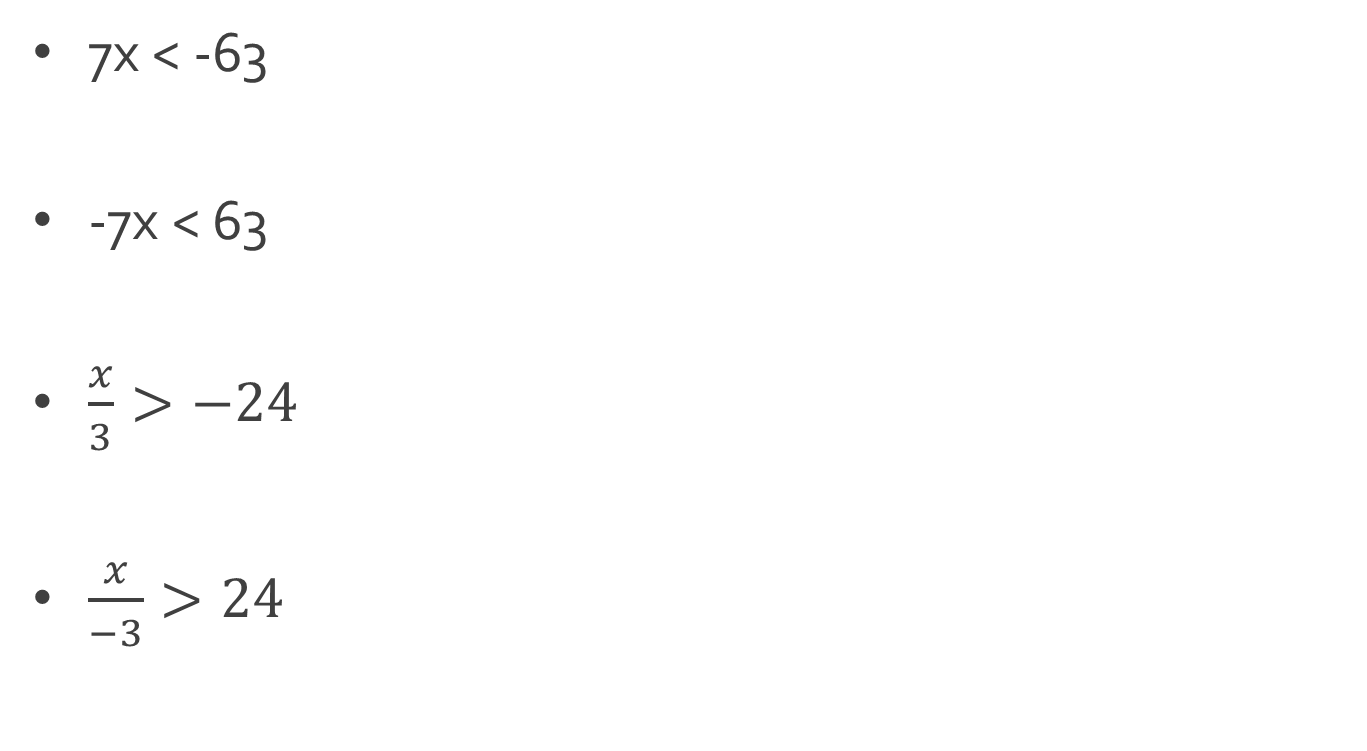 • 7x < -63
• -7x < 63
• x/3 > −24
• x/−3 > 24